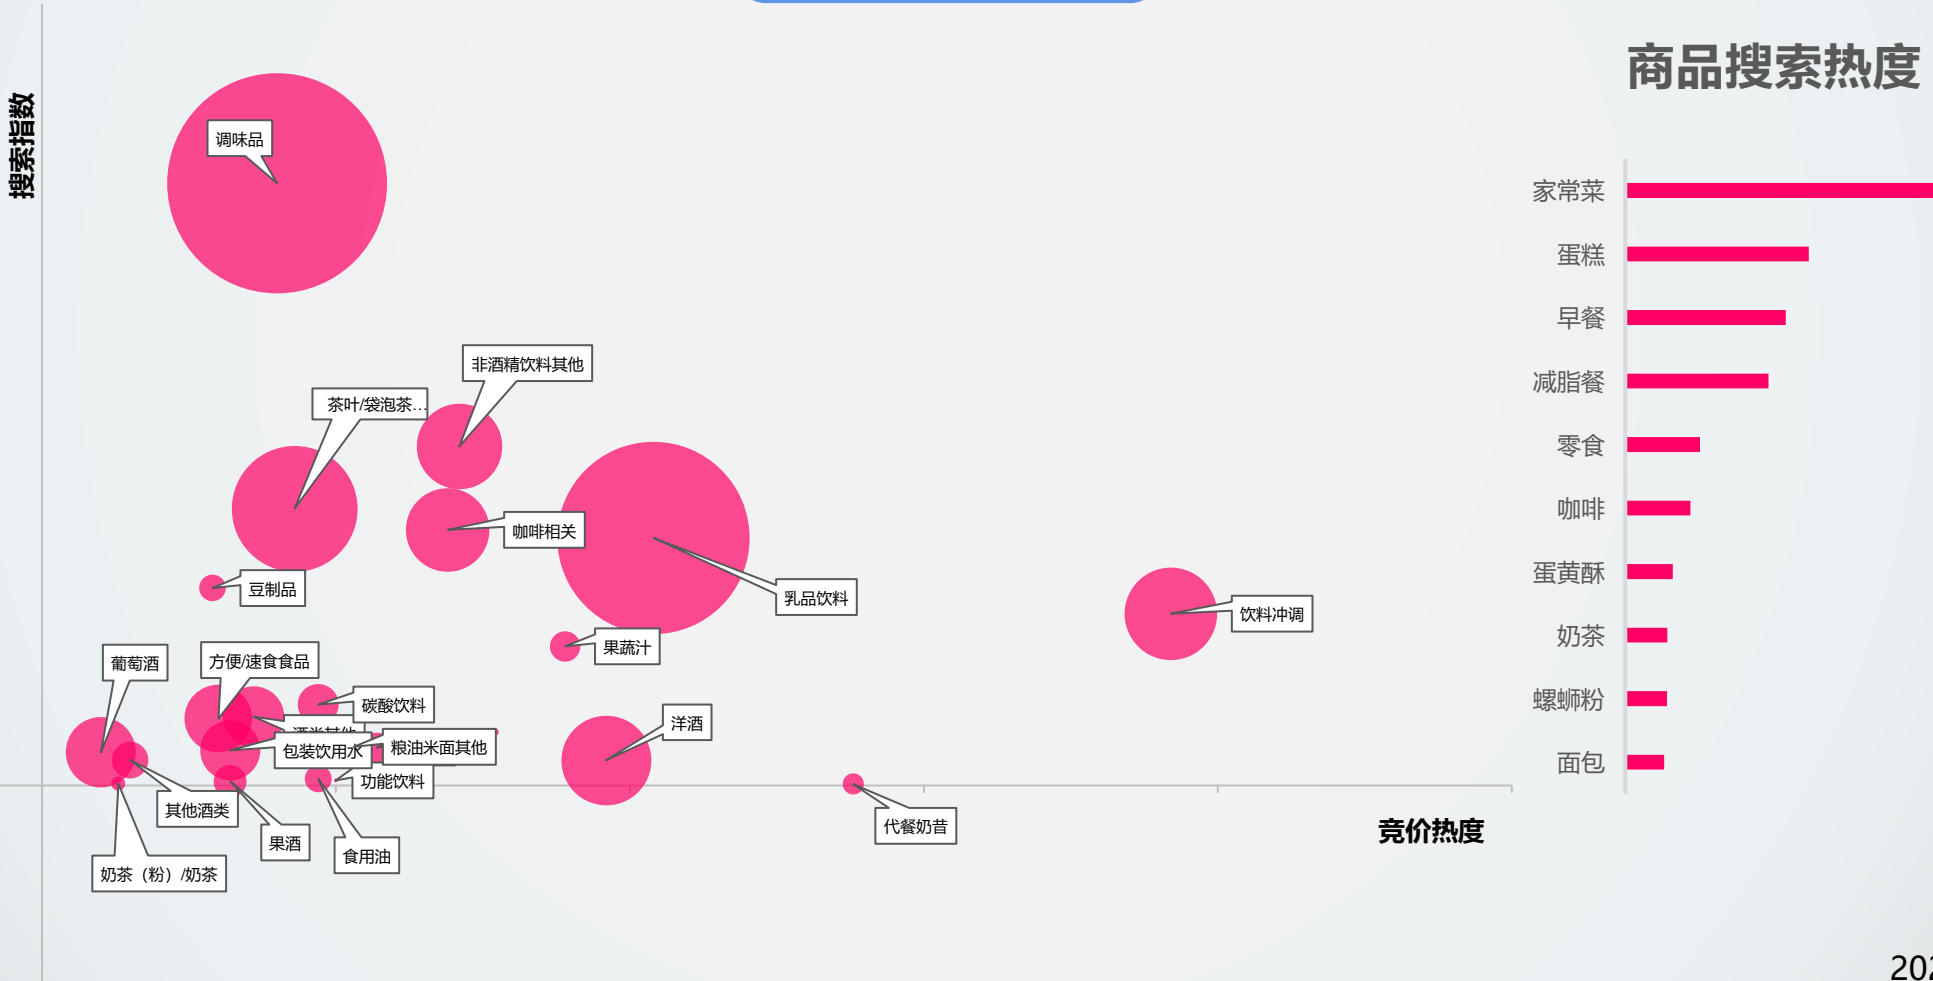 商品搜索热度
搜索指数
调味品
非酒精饮料其他
茶叶/袋泡茶...
咖啡相关
豆制品
乳品饮料
饮料冲调
果蔬汁
葡萄酒
方便/速食食品
碳酸饮料
洋酒
包装饮用水
粮油米面其他
功能饮料
其他酒类
代餐奶昔
果酒
食用油
奶茶（粉）/奶茶
竞价热度
家常菜
蛋糕
早餐
减脂餐
零食
咖啡
蛋黄酥
奶茶
螺蛳粉
面包